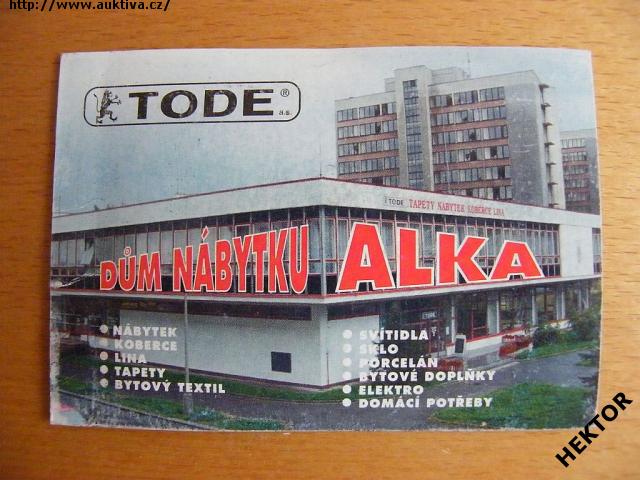 http://www.auktiva.cz/
TODE®
a.s.
TODE TAPETY NÁBYTEK KOBERCE LINA
DŮM NÁBYTKU ALKA
TODE
• NÁBYTEK
• KOBERCE
• LINA
• TAPETY
• BYTOVÝ TEXTIL
• SVÍTIDLA
• SKLO
• PORCELÁN
• BYTOVÉ DOPLŇKY
• ELEKTRO
• DOMÁCÍ POTŘEBY
HEKTOR